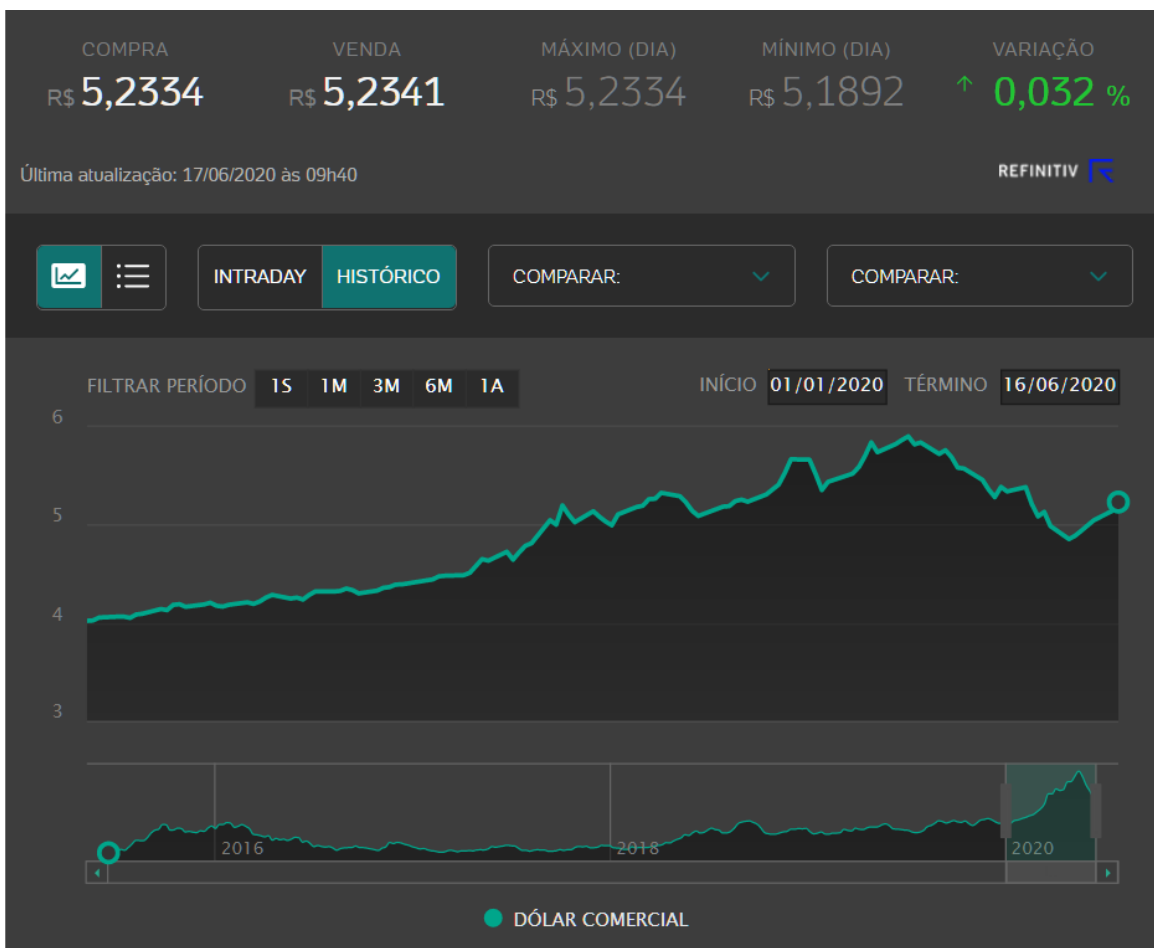 COMPRA VENDA MÁXIMO (DIA) MÍNIMO (DIA) VARIAÇÃO
R$ 5,2334 R$ 5,2341 R$ 5,2334 R$ 5,1892 ↑ 0,032 %
Última atualização: 17/06/2020 às 09h40 REFINITIV
INTRADAY HISTÓRICO COMPARAR: COMPARAR:
FILTRAR PERÍODO 1S 1M 3M 6M 1A INÍCIO 01/01/2020 TÉRMINO 16/06/2020
6
5
4
3
2016 2018 2020
DÓLAR COMERCIAL